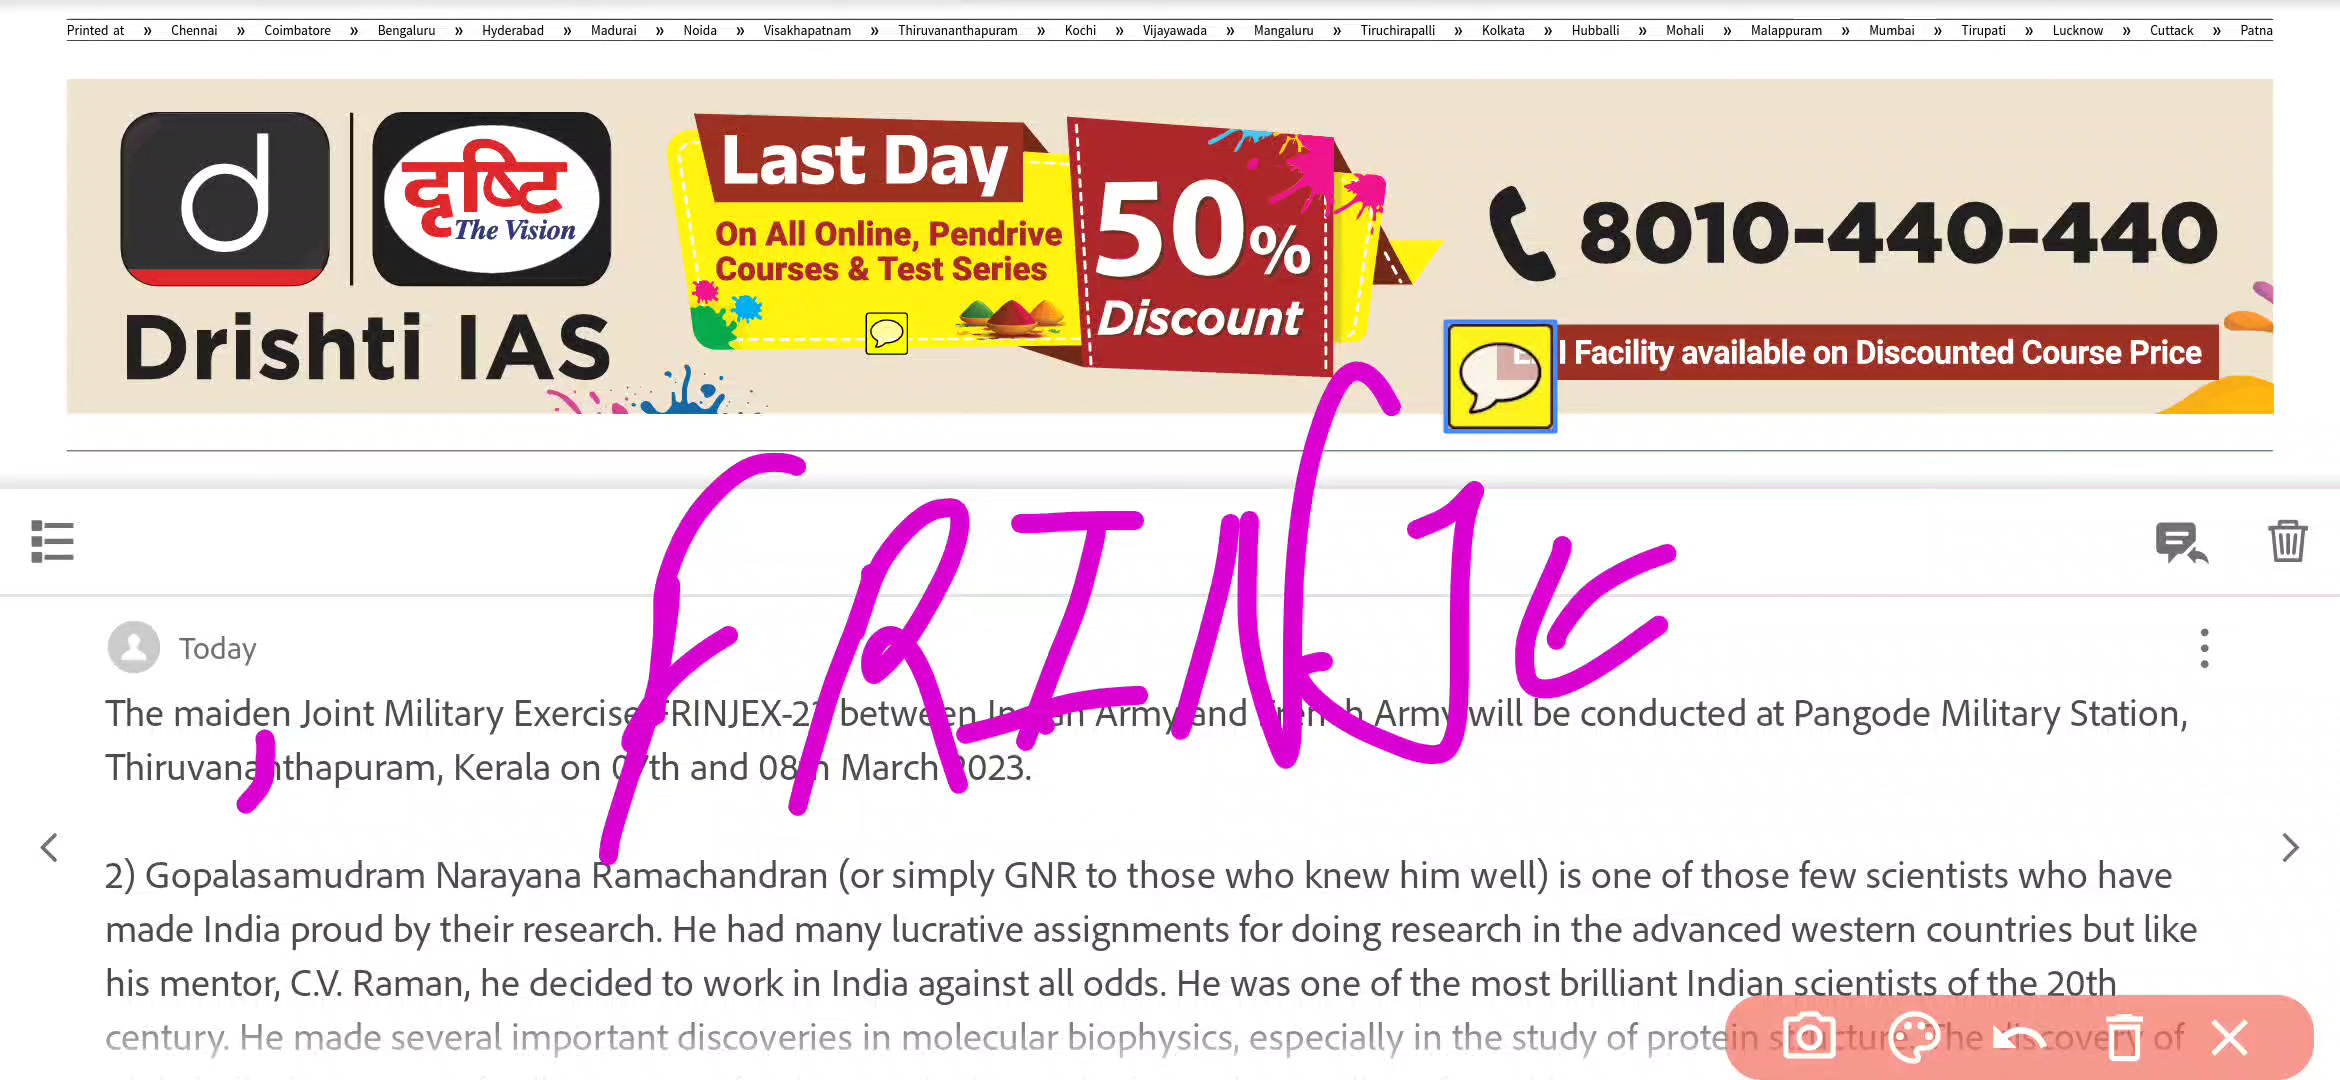 Printed at » Chennai » Coimbatore » Bengaluru » Hyderabad » Madurai » Noida » Visakhapatnam » Thiruvananthapuram » Kochi » Vijayawada » Mangaluru » Tiruchirapalli » Kolkata » Hubballi » Mohali » Malappuram » Mumbai » Tirupati » Lucknow » Cuttack » Patna
d
दृष्टि
The Vision
Drishti IAS
Last Day
On All Online, Pendrive
Courses & Test Series
50%
Discount
8010-440-440
Facility available on Discounted Course Price
FRINJ
Today
The maiden Joint Military Exercise FRINJEX-23 between Indian Army and French Army will be conducted at Pangode Military Station,
Thiruvananthapuram, Kerala on 07th and 08th March 2023.
2) Gopalasamudram Narayana Ramachandran (or simply GNR to those who knew him well) is one of those few scientists who have
made India proud by their research. He had many lucrative assignments for doing research in the advanced western countries but like
his mentor, C.V. Raman, he decided to work in India against all odds. He was one of the most brilliant Indian scientists of the 20th
century. He made several important discoveries in molecular biophysics, especially in the study of protein structure. The discovery of